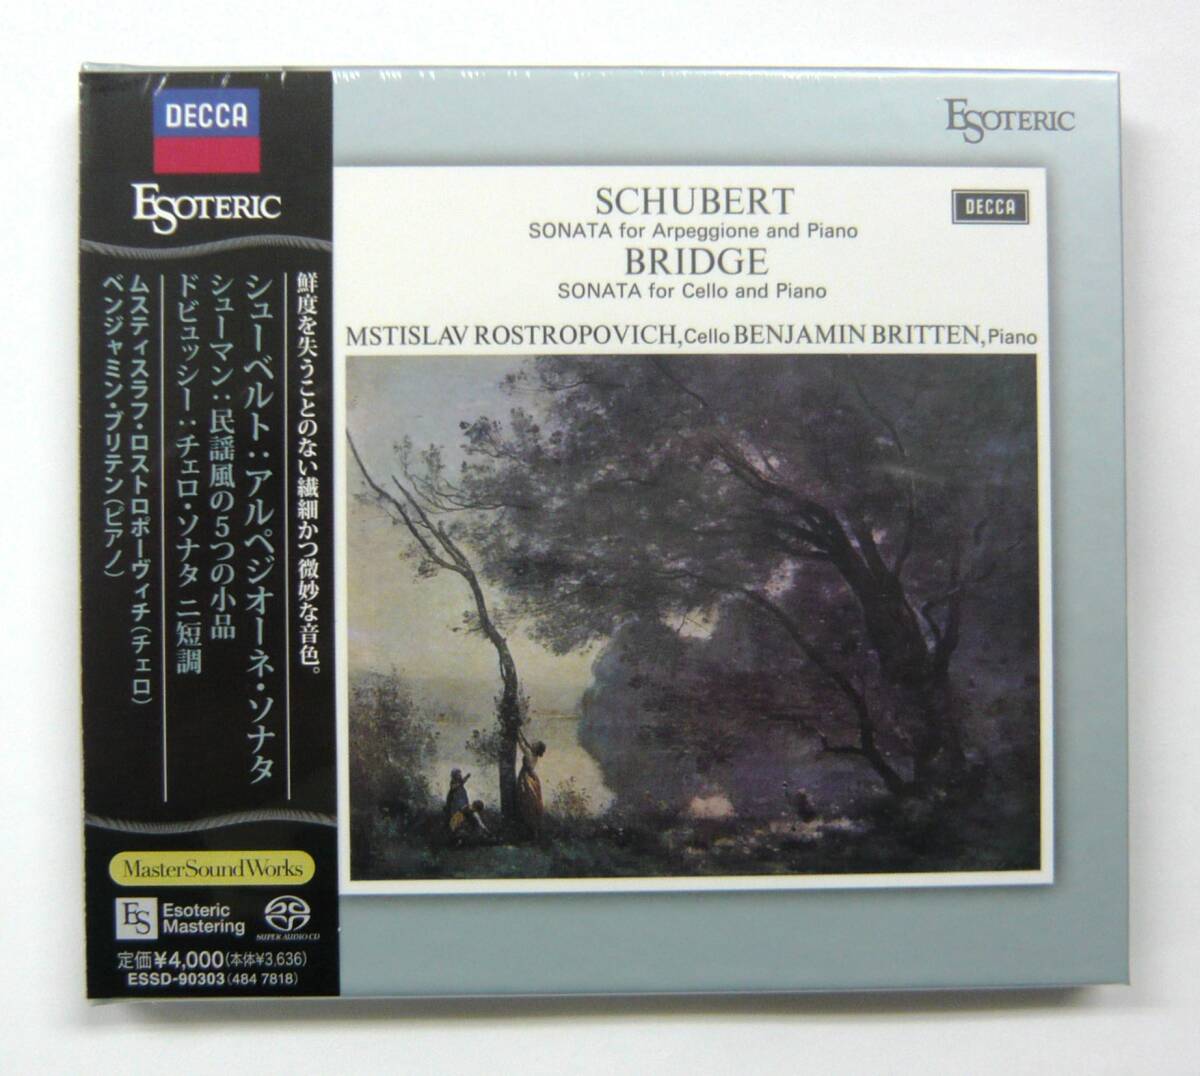 DECCA
ESOTERIC
鮮度を失うことのない繊細かつ微妙な音色。
シューベルト：アルペジオーネ・ソナタ
シューマン：民謡風の5つの小品
ドビュッシー：チェロ・ソナタ ニ短調
ムスティスラフ・ロストロポーヴィチ（チェロ）
ベンジャミン・ブリテン（ピアノ）
MasterSoundWorks
ES
Esoteric
Mastering
SUPER AUDIO CD
定価¥4,000(本体¥3,636)
ESSD-90303(484 7818)
ESOTERIC
SCHUBERT
SONATA for Arpeggione and Piano
BRIDGE
SONATA for Cello and Piano
DECCA
MSTISLAV ROSTROPOVICH, Cello BENJAMIN BRITTEN, Piano